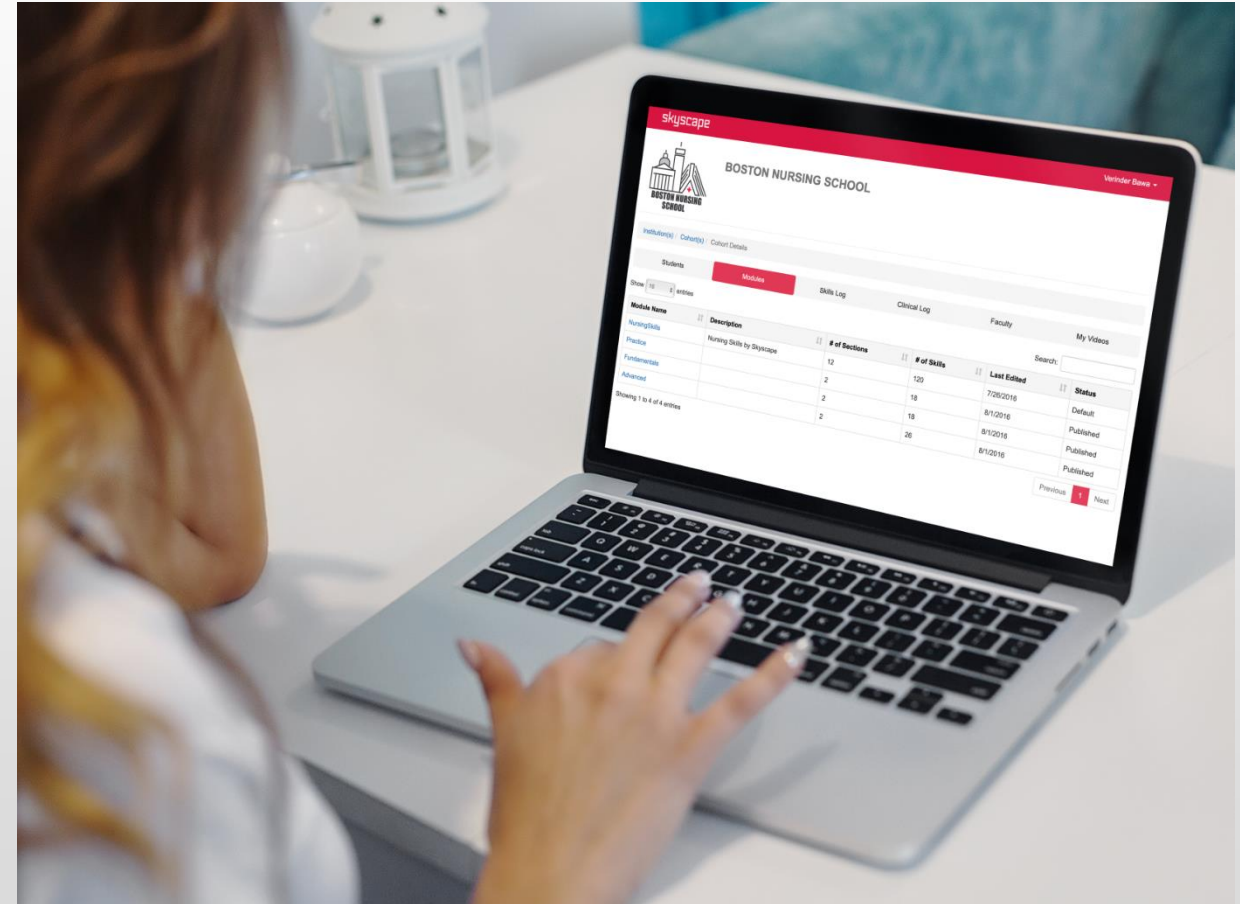 skyscape
Verinder Bawa
BOSTON NURSING SCHOOL
BOSTON NURSING
SCHOOL
Institution(s) / Cohort(s) / Cohort Details
Students Modules Skills Log Clinical Log Faculty My Videos
Show 10 entries Search:
Module Name Description # of Sections # of Skills Last Edited Status
NursingSkills Nursing Skills by Skyscape 12 120 7/26/2016 Default
Practice 2 18 8/1/2016 Published
Fundamentals 2 18 8/1/2016 Published
Advanced 2 26 8/1/2016 Published
Showing 1 to 4 of 4 entries
Previous 1 Next